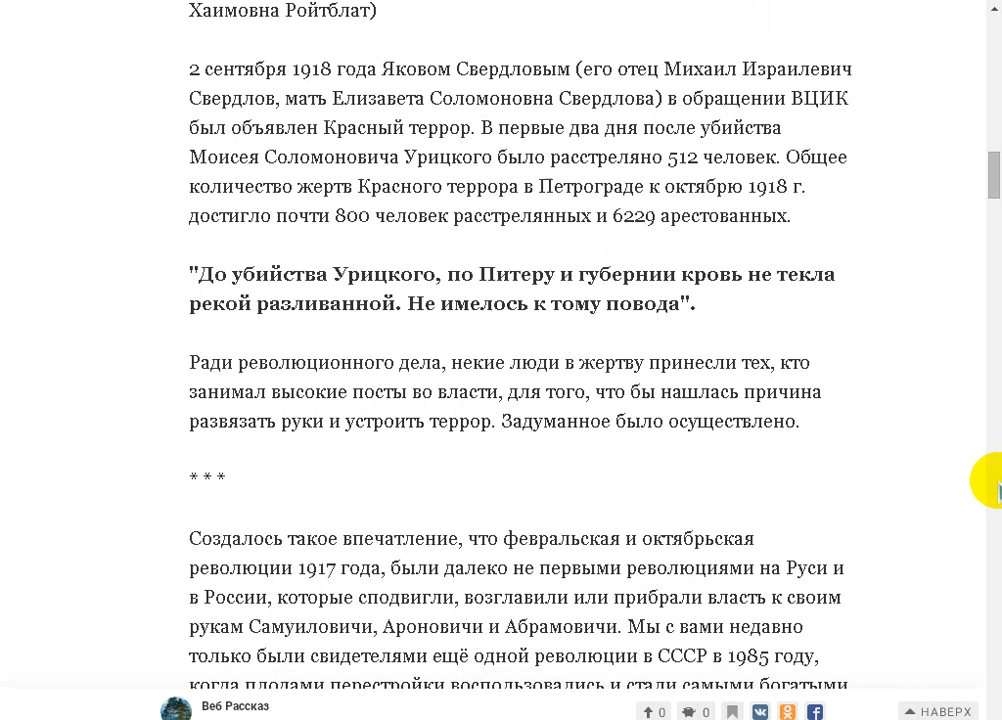 Хаимовна Ройтблат)
2 сентября 1918 года Яковом Свердловым (его отец Михаил Израилевич
Свердлов, мать Елизавета Соломоновна Свердлова) в обращении ВЦИК
был объявлен Красный террор. В первые два дня после убийства
Моисея Соломоновича Урицкого было расстреляно 512 человек. Общее
количество жертв Красного террора в Петрограде к октябрю 1918 г.
достигло почти 800 человек расстрелянных и 6229 арестованных.
"До убийства Урицкого, по Питеру и губернии кровь не текла
рекой разливанной. Не имелось к тому повода".
Ради революционного дела, некие люди в жертву принесли тех, кто
занимал высокие посты во власти, для того, что бы нашлась причина
развязать руки и устроить террор. Задуманное было осуществлено.
* * *
Создалось такое впечатление, что февральская и октябрьская
революции 1917 года, были далеко не первыми революциями на Руси и
в России, которые сподвигли, возглавили или прибрали власть к своим
рукам Самуиловичи, Ароновичи и Абрамовичи. Мы с вами недавно
только были свидетелями ещё одной революции в СССР в 1985 году,
когда плодами перестройки воспользовались и стали самыми богатыми
Веб Рассказ
0 0 НАВЕРХ